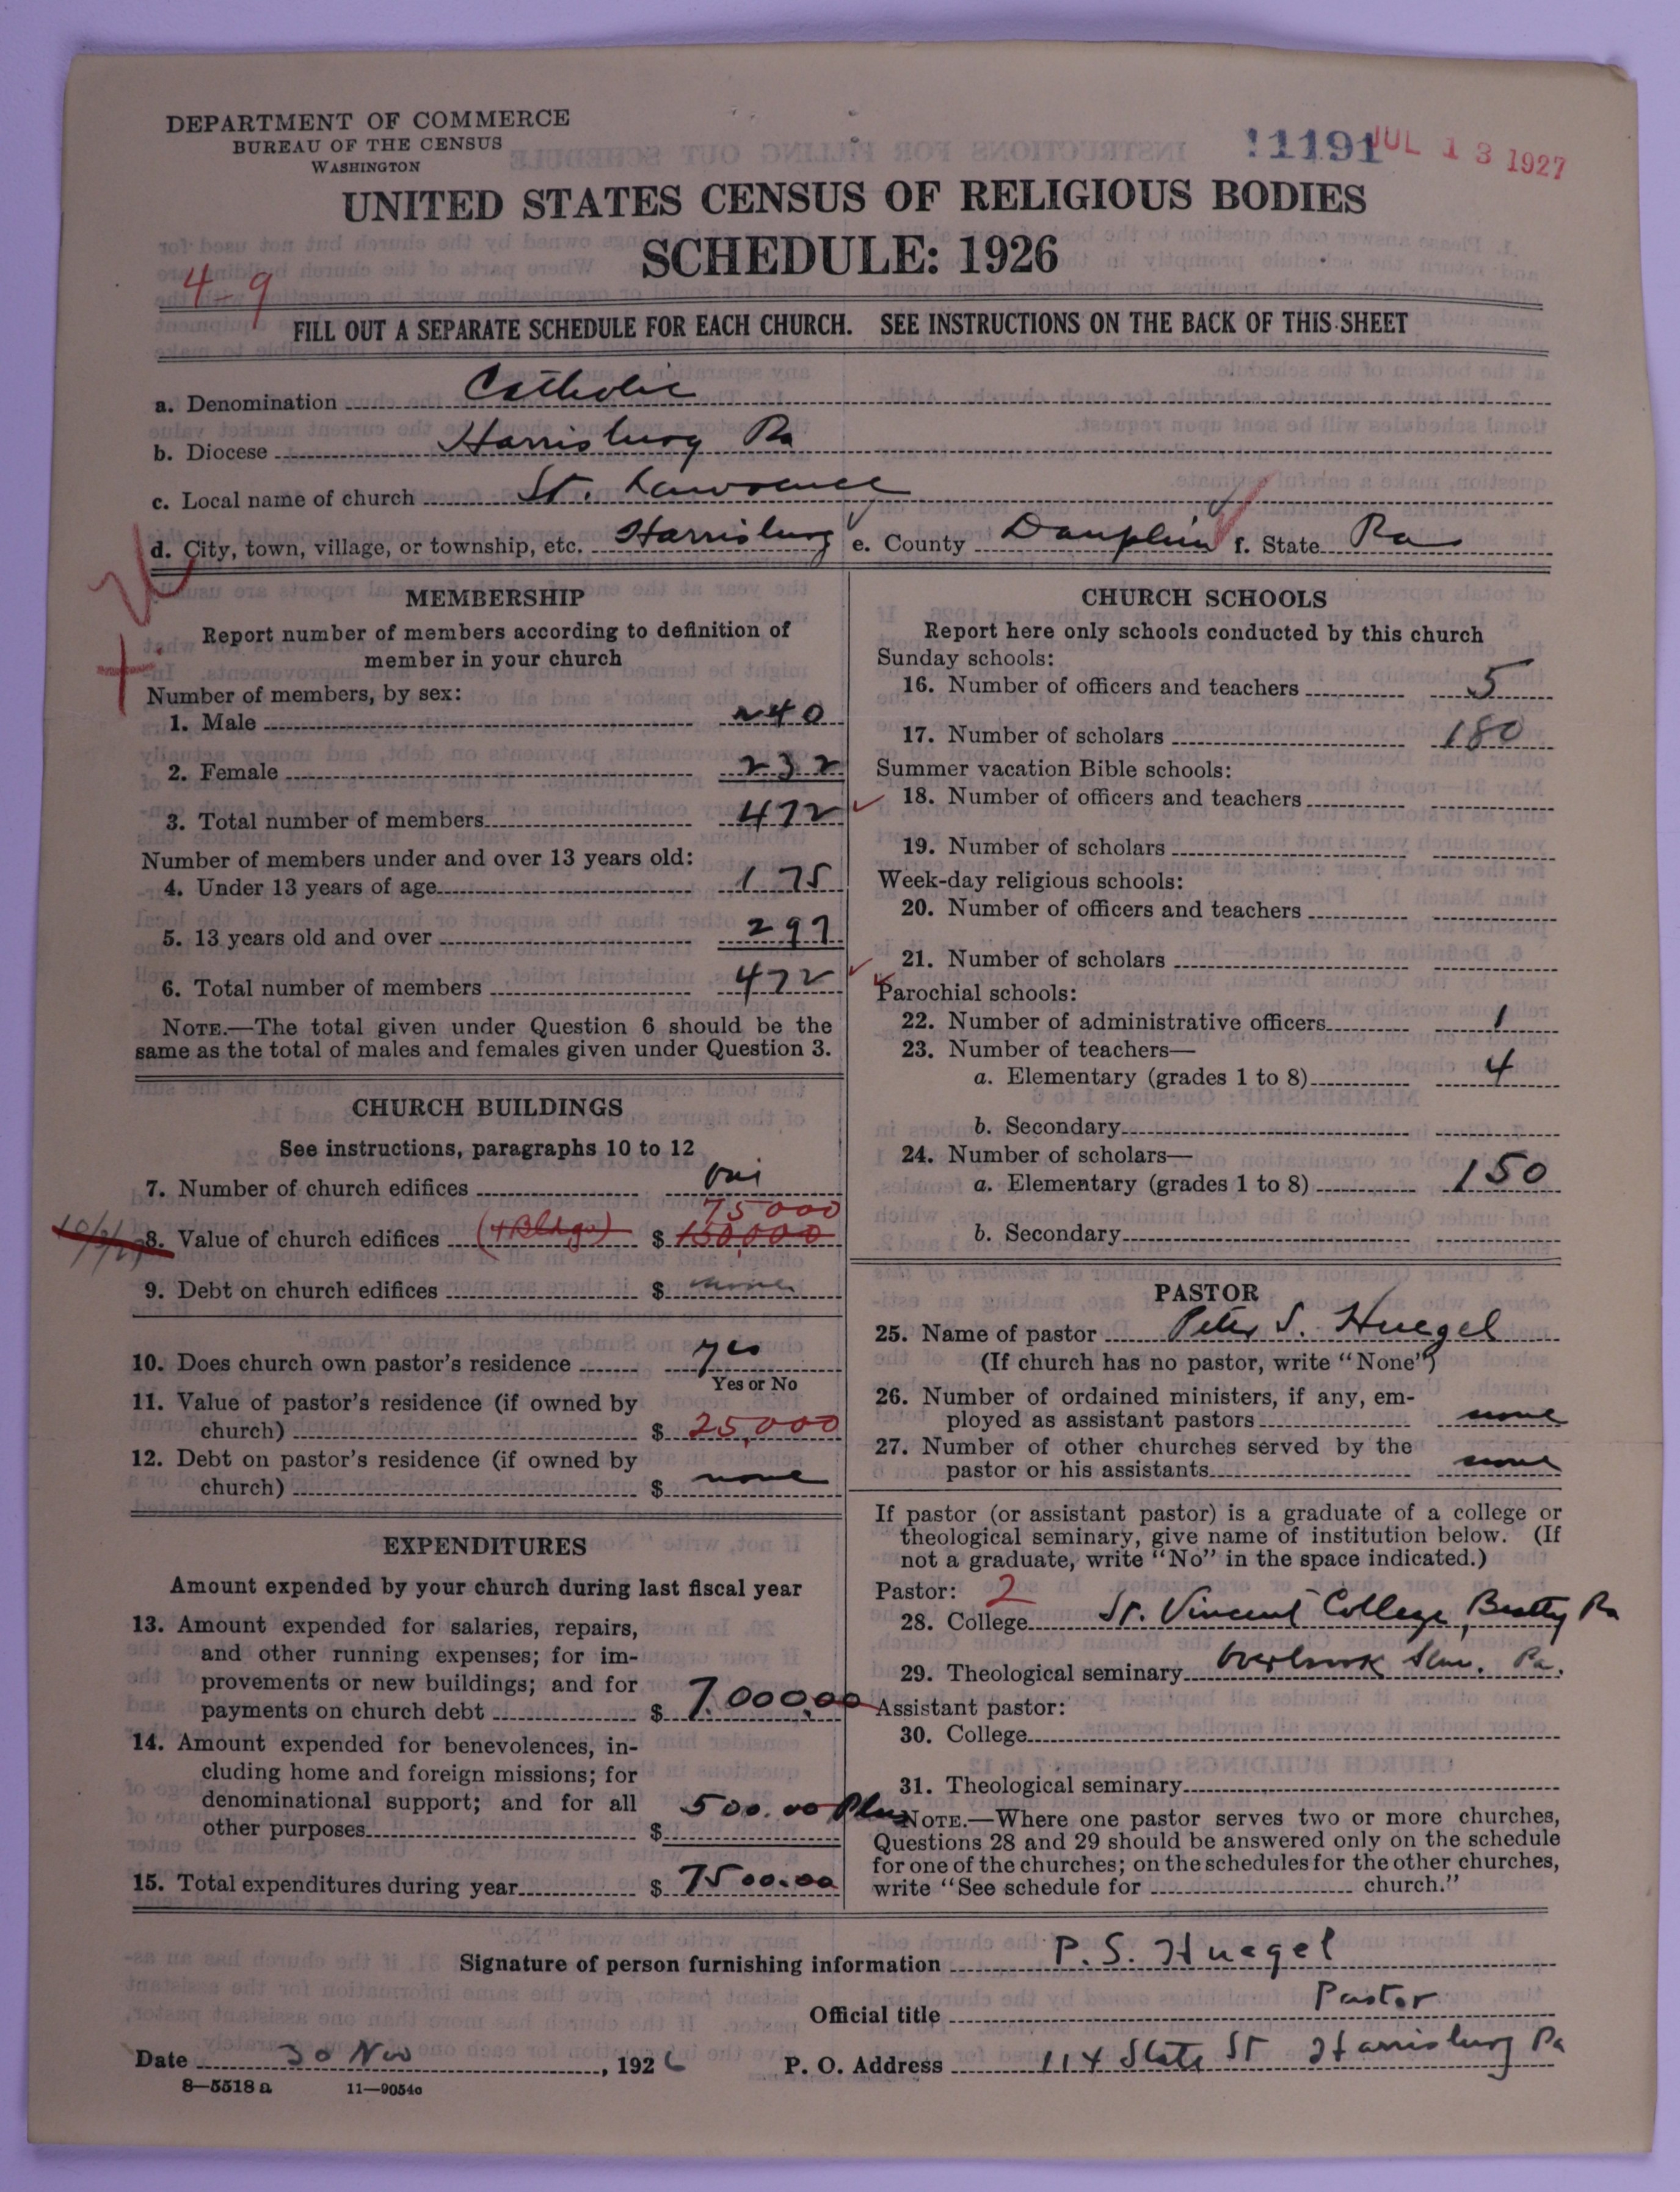 DEPARTMENT OF COMMERCE
BUREAU OF THE CENSUS
WASHINGTON
11191 JUL 13 1927
UNITED STATES CENSUS OF RELIGIOUS BODIES
SCHEDULE: 1926
4-9
FILL OUT A SEPARATE SCHEDULE FOR EACH CHURCH. SEE INSTRUCTIONS ON THE BACK OF THIS SHEET
a. Denomination Catholic
b. Diocese Harrisburg Pa
c. Local name of church St. Lawrence
d. City, town, village, or township, etc. Harrisburg e. County Dauphin f. State Pa
MEMBERSHIP
Report number of members according to definition of
member in your church
Number of members, by sex:
1. Male 240
2. Female 232
3. Total number of members 472
Number of members under and over 13 years old:
4. Under 13 years of age 175
5. 13 years old and over 297
6. Total number of members 472
NOTE.—The total given under Question 6 should be the
same as the total of males and females given under Question 3.
CHURCH BUILDINGS
See instructions, paragraphs 10 to 12
7. Number of church edifices One
75000
8. Value of church edifices (4 Bldgs) $ 150,000
9. Debt on church edifices $ none
10. Does church own pastor's residence yes
Yes or No
11. Value of pastor's residence (if owned by
church) $ 25,000
12. Debt on pastor's residence (if owned by
church) $ none
EXPENDITURES
Amount expended by your church during last fiscal year
13. Amount expended for salaries, repairs,
and other running expenses; for im-
provements or new buildings; and for
payments on church debt $ 7,000.00
14. Amount expended for benevolences, in-
cluding home and foreign missions; for
denominational support; and for all
other purposes $ 500.00 Plus
15. Total expenditures during year $ 7500.00
CHURCH SCHOOLS
Report here only schools conducted by this church
Sunday schools:
16. Number of officers and teachers 5
17. Number of scholars 180
Summer vacation Bible schools:
18. Number of officers and teachers
19. Number of scholars
Week-day religious schools:
20. Number of officers and teachers
21. Number of scholars
Parochial schools:
22. Number of administrative officers 1
23. Number of teachers—
a. Elementary (grades 1 to 8) 4
b. Secondary
24. Number of scholars—
a. Elementary (grades 1 to 8) 150
b. Secondary
PASTOR
25. Name of pastor Peter S. Huegel
(If church has no pastor, write "None")
26. Number of ordained ministers, if any, em-
ployed as assistant pastors none
27. Number of other churches served by the
pastor or his assistants none
If pastor (or assistant pastor) is a graduate of a college or
theological seminary, give name of institution below. (If
not a graduate, write "No" in the space indicated.)
Pastor: 2
28. College St. Vincent College, Beatty Pa
29. Theological seminary Overbrook Sem. Pa.
Assistant pastor:
30. College
31. Theological seminary
NOTE.—Where one pastor serves two or more churches,
Questions 28 and 29 should be answered only on the schedule
for one of the churches; on the schedules for the other churches,
write "See schedule for church."
Signature of person furnishing information P. S. Huegel
Official title Pastor
Date 30 Nov, 1926 P. O. Address 114 State St Harrisburg Pa
8—5518 a 11—9054c